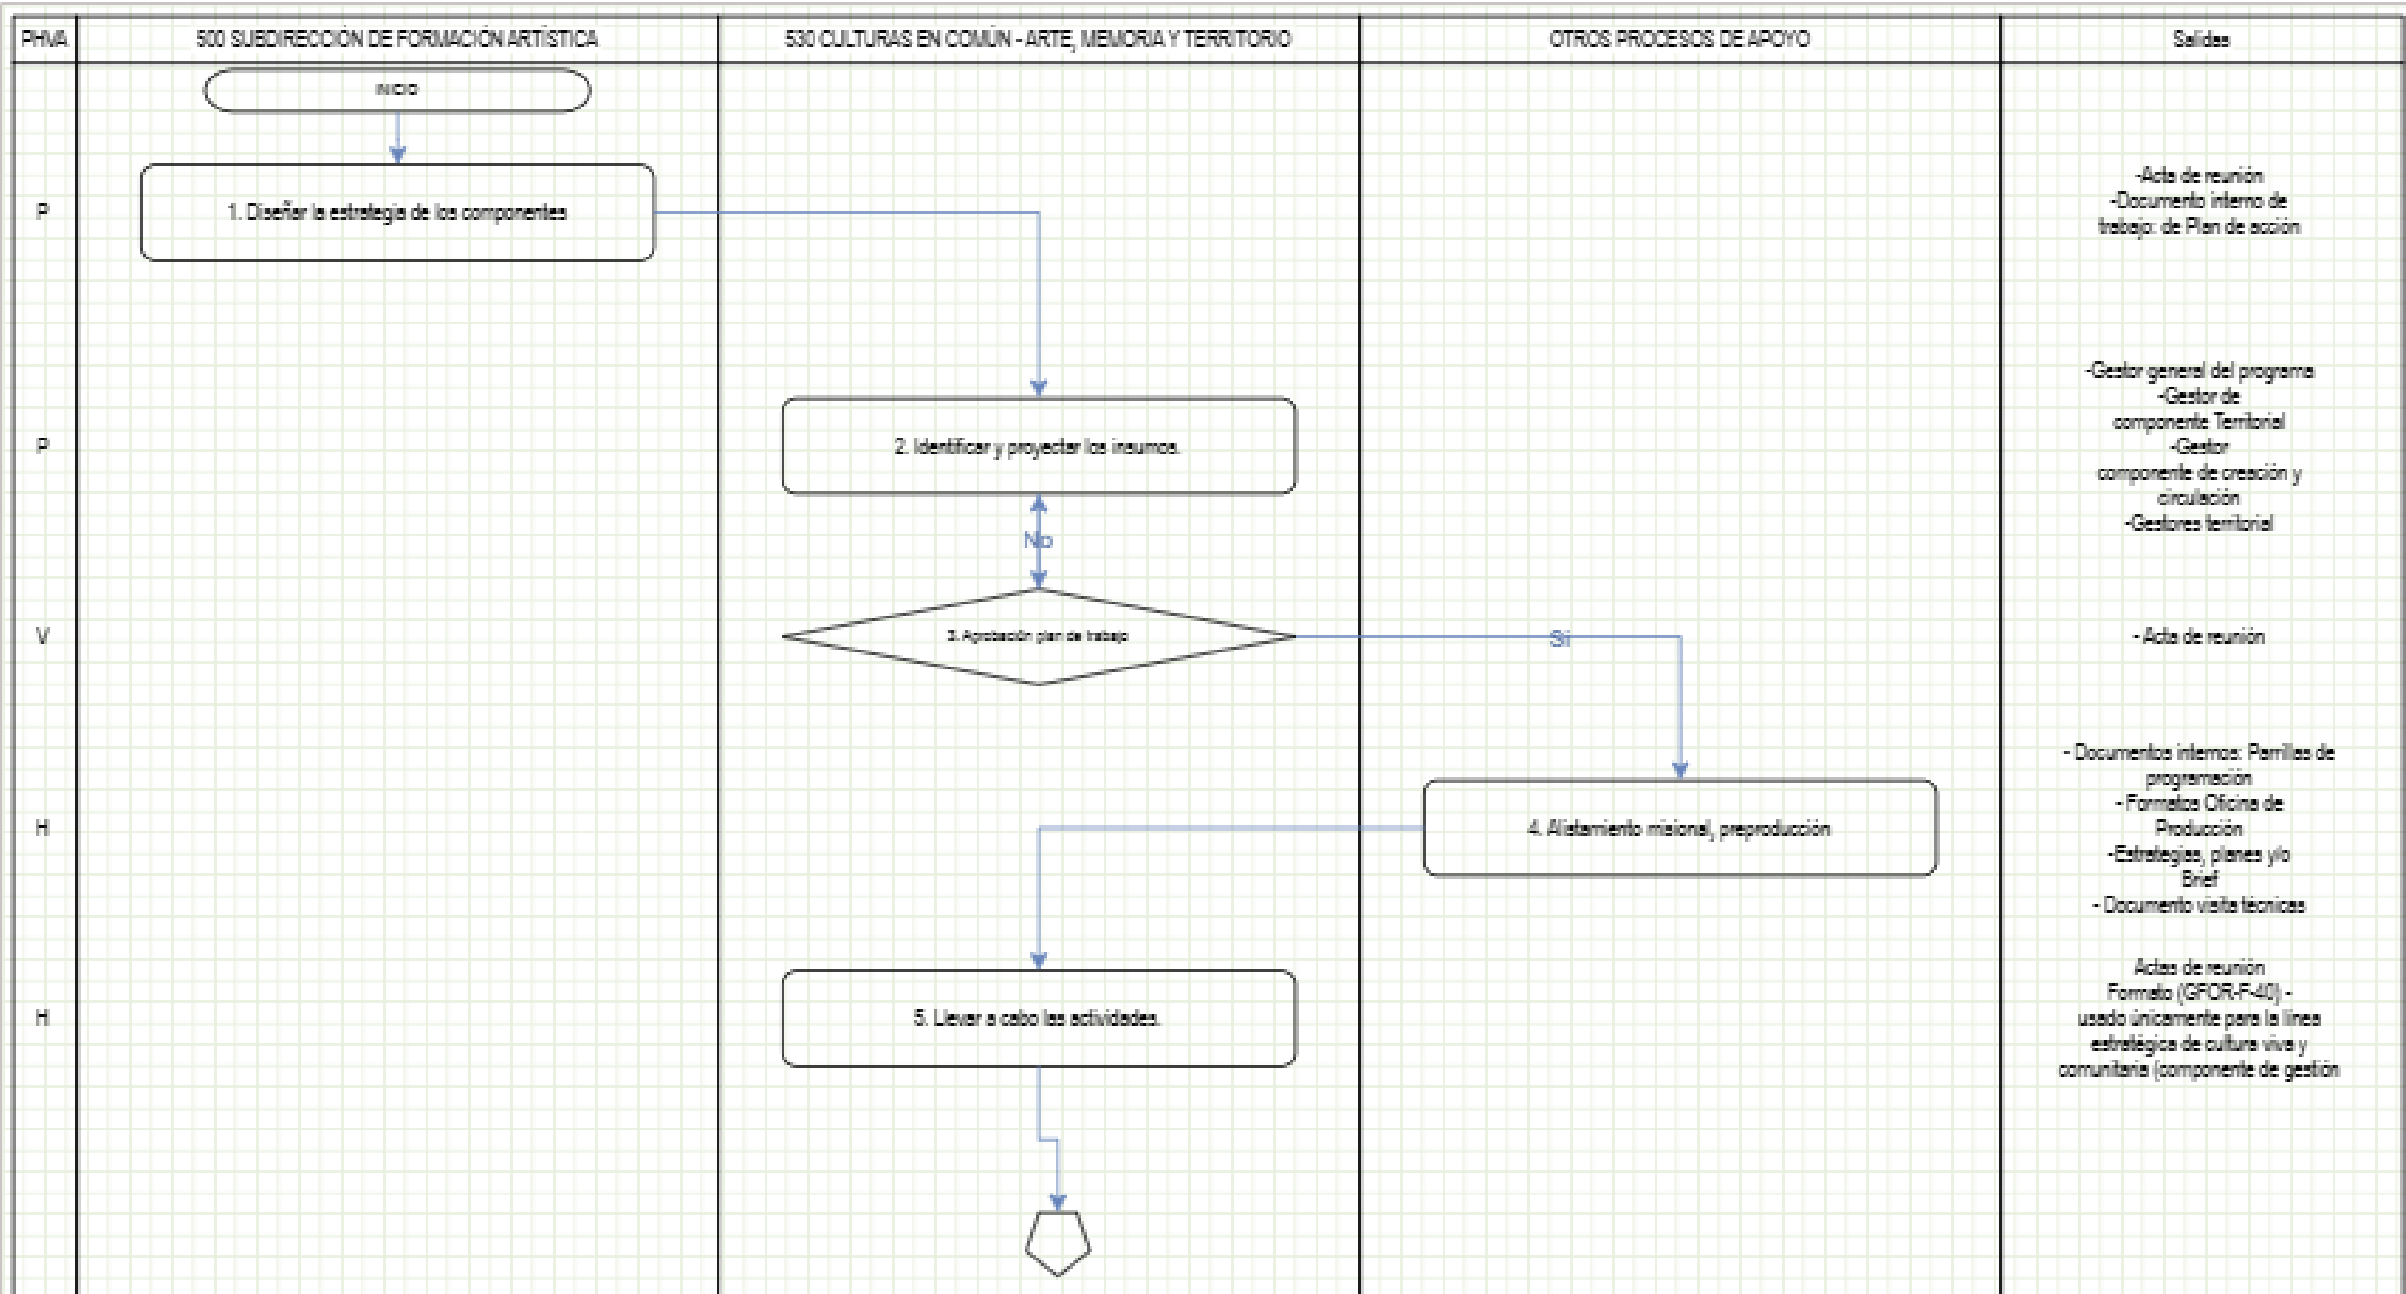 PHVA
500 SUBDIRECCIÓN DE FORMACIÓN ARTÍSTICA
530 CULTURAS EN COMÚN - ARTE, MEMORIA Y TERRITORIO
OTROS PROCESOS DE APOYO
Salidas
INICIO
P
1. Diseñar la estrategia de los componentes
-Acta de reunión
-Documento interno de
trabajo: de Plan de acción
P
2. Identificar y proyectar los insumos.
-Gestor general del programa
-Gestor de
componente Territorial
-Gestor
componente de creación y
circulación
-Gestores territorial
No
V
3. Aprobación plan de trabajo
Sí
- Acta de reunión
H
4. Alistamiento misional, preproducción
- Documentos internos: Parrillas de
programación
- Formatos Oficina de
Producción
-Estrategias, planes y/o
Brief
- Documento visita técnicas
H
5. Llevar a cabo las actividades.
Actas de reunión
Formato (GFOR-F-40) -
usado únicamente para la línea
estratégica de cultura viva y
comunitaria (componente de gestión